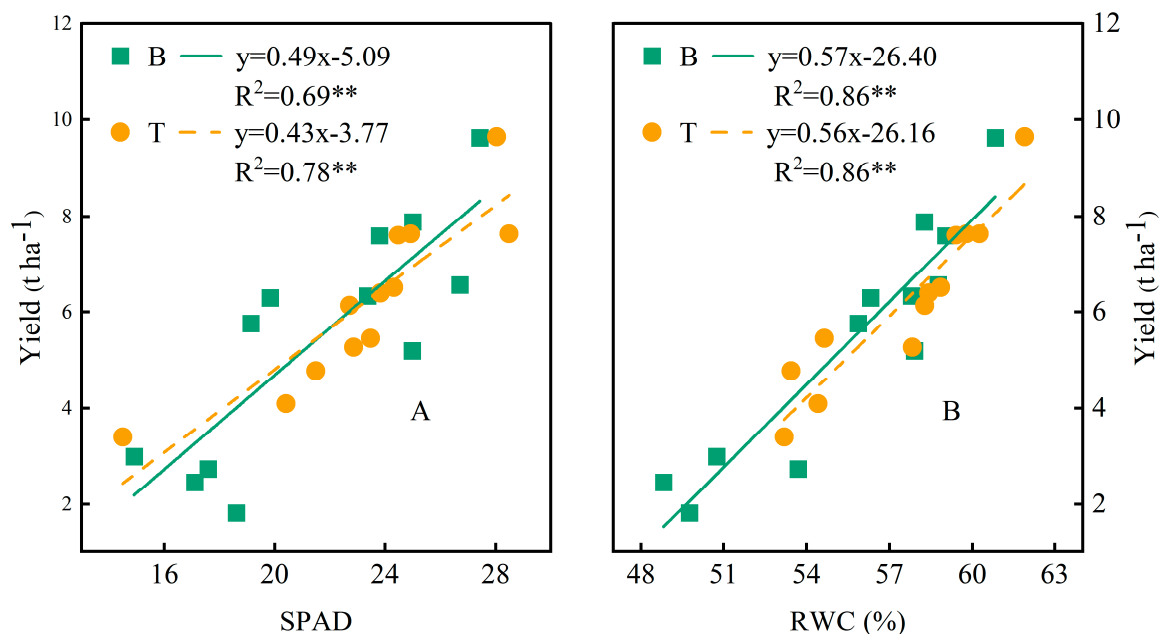 12
10
8
6
4
2
Yield (t ha⁻¹)
B y=0.49x-5.09
R²=0.69**
T y=0.43x-3.77
R²=0.78**
A
16 20 24 28
SPAD
B y=0.57x-26.40
R²=0.86**
T y=0.56x-26.16
R²=0.86**
B
48 51 54 57 60 63
RWC (%)
12
10
8
6
4
2
Yield (t ha⁻¹)